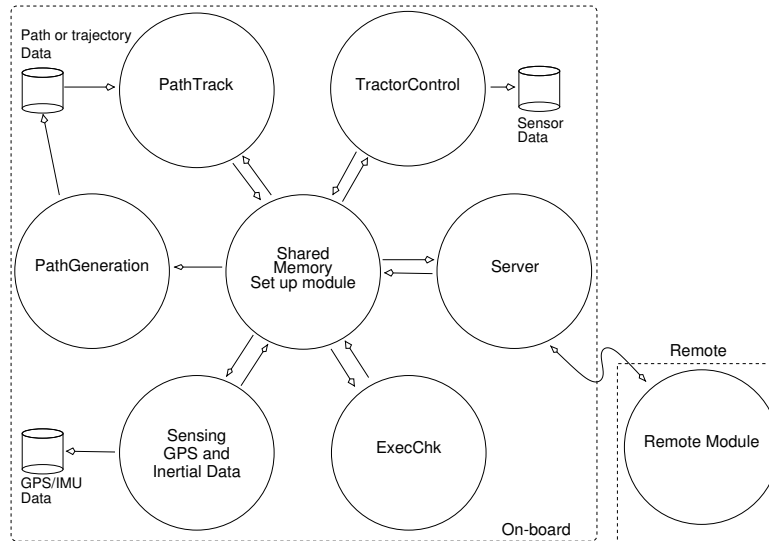 Path or trajectory
Data
PathTrack
TractorControl
Sensor
Data
PathGeneration
Shared
Memory
Set up module
Server
Remote
Sensing
GPS and
Inertial Data
ExecChk
Remote Module
GPS/IMU
Data
On-board